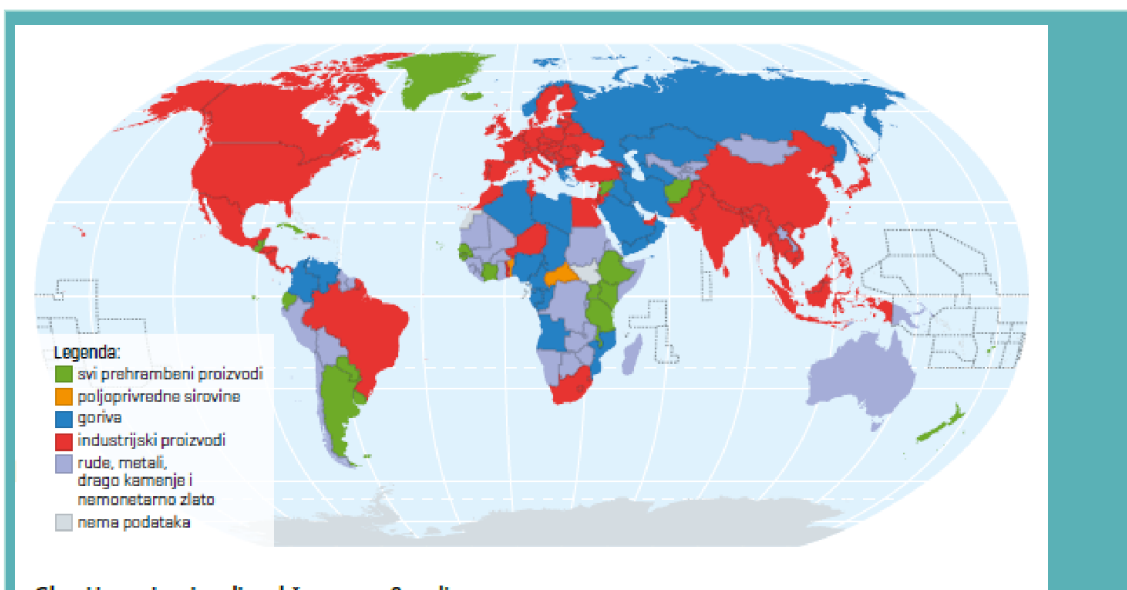 Legenda:
svi prehrambeni proizvodi
poljoprivredne sirovine
goriva
industrijski proizvodi
rude, metali,
drago kamenje i
nemonetarno zlato
nema podataka